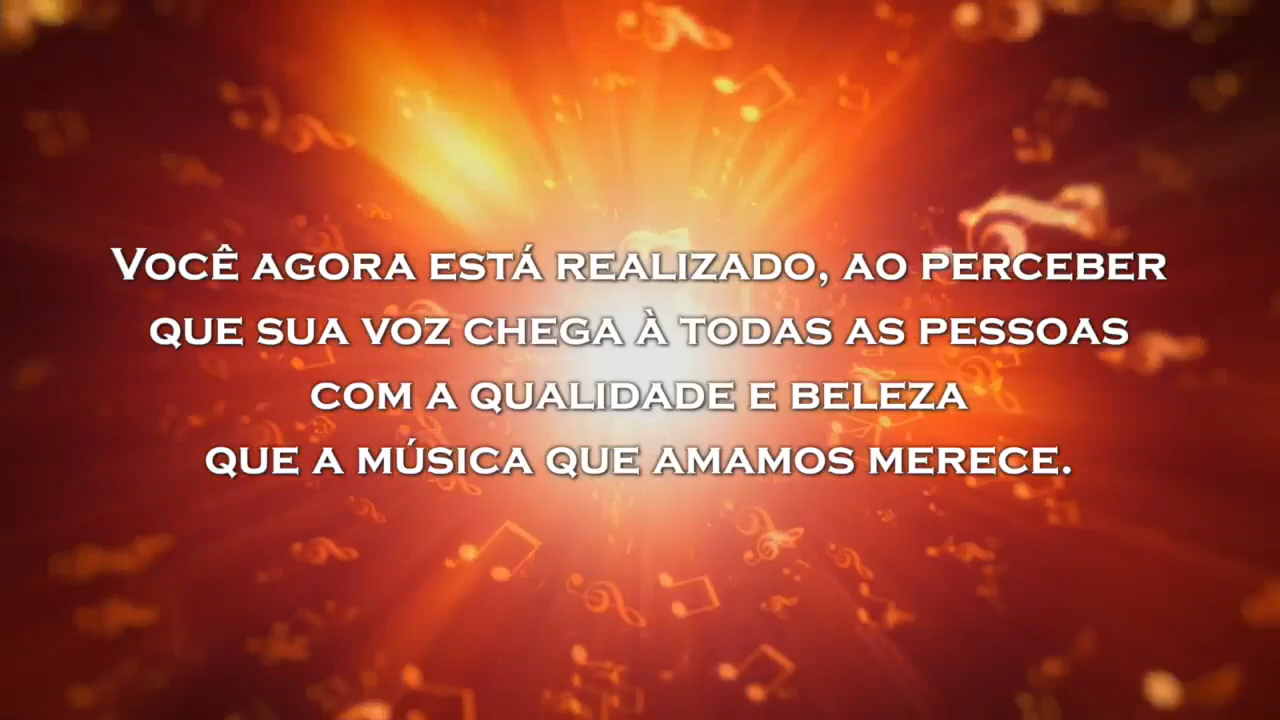 VOCÊ AGORA ESTÁ REALIZADO, AO PERCEBER
QUE SUA VOZ CHEGA À TODAS AS PESSOAS
COM A QUALIDADE E BELEZA
QUE A MÚSICA QUE AMAMOS MERECE.